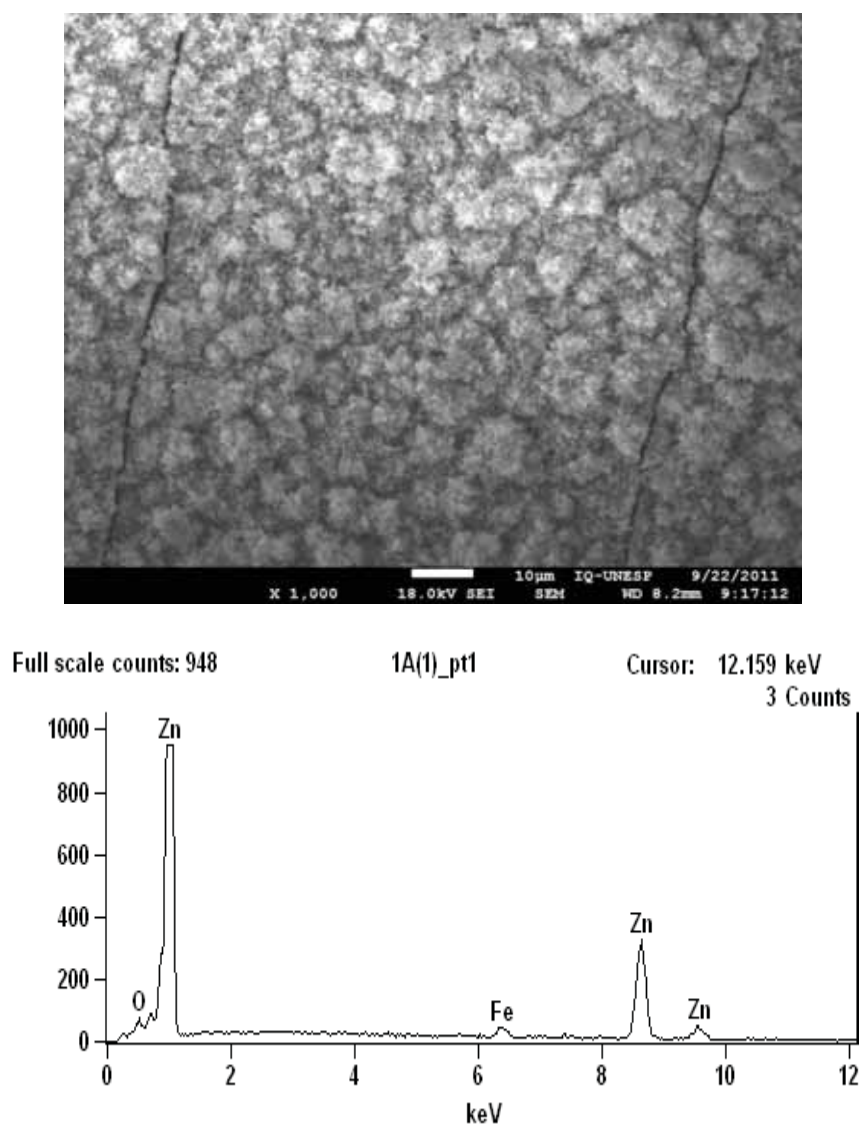 10µm IQ-UNESP 9/22/2011
X 1,000 18.0kV SEI SEM WD 8.2mm 9:17:12
Full scale counts: 948 1A(1)_pt1 Cursor: 12.159 keV
3 Counts
1000
800
600
400
200
0
Zn
O
Fe
Zn
Zn
0 2 4 6 8 10 12
keV